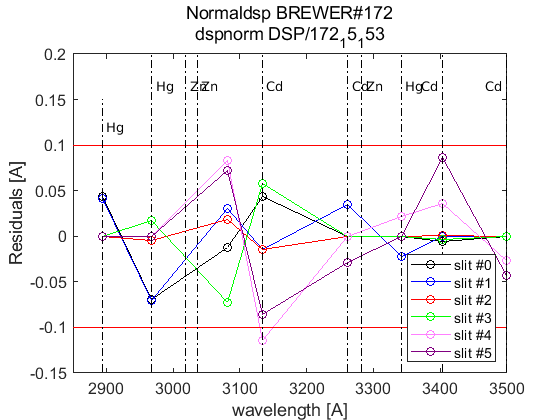 Normaldsp BREWER#172
dspnorm DSP/172₁5₁53
0.2
0.15
0.1
0.05
0
-0.05
-0.1
-0.15
Residuals [A]
Hg
Hg
Zn
Zn
Cd
Cd
Zn
Hg
Cd
Cd
slit #0
slit #1
slit #2
slit #3
slit #4
slit #5
2900 3000 3100 3200 3300 3400 3500
wavelength [A]